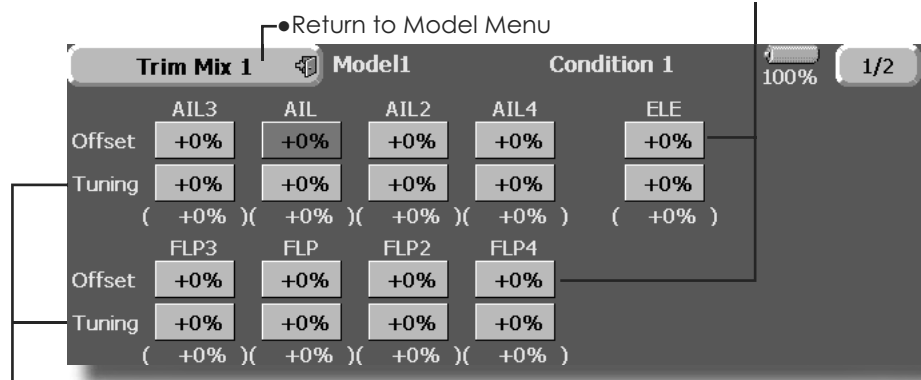 ●Return to Model Menu
Trim Mix 1 Model1 Condition 1 100% 1/2
AIL3 AIL AIL2 AIL4 ELE
Offset +0% +0% +0% +0% +0%
Tuning +0% +0% +0% +0% +0%
( +0% )( +0% )( +0% )( +0% ) ( +0% )
FLP3 FLP FLP2 FLP4
Offset +0% +0% +0% +0%
Tuning +0% +0% +0% +0%
( +0% )( +0% )( +0% )( +0% )